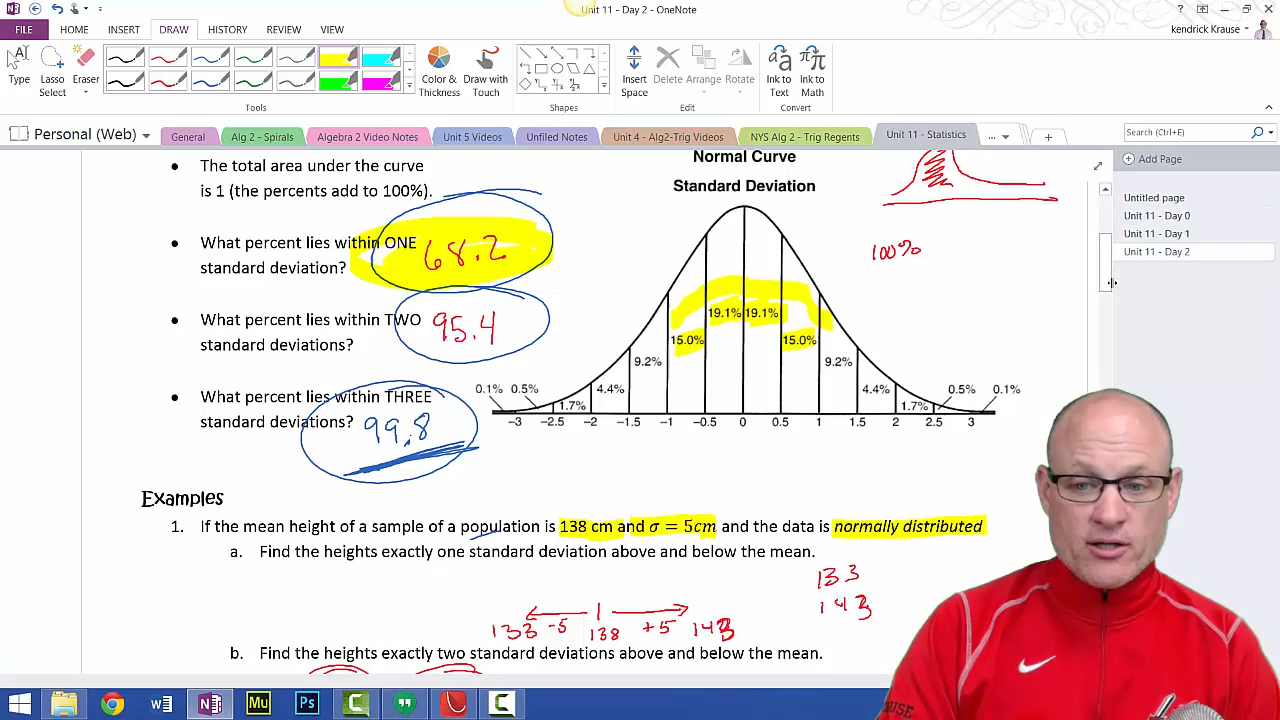 Unit 11 - Day 2 - OneNote
FILE HOME INSERT DRAW HISTORY REVIEW VIEW
kendrick Krause
Type
Lasso Select
Eraser
Color & Thickness
Draw with Touch
Insert Space
Delete
Arrange
Rotate
Ink to Text
Ink to Math
Tools
Shapes
Edit
Convert
Personal (Web)
General
Alg 2 - Spirals
Algebra 2 Video Notes
Unit 5 Videos
Unfiled Notes
Unit 4 - Alg2-Trig Videos
NYS Alg 2 - Trig Regents
Unit 11 - Statistics
...
Search (Ctrl+E)
Add Page
Untitled page
Unit 11 - Day 0
Unit 11 - Day 1
Unit 11 - Day 2
• The total area under the curve
is 1 (the percents add to 100%).
• What percent lies within ONE
standard deviation? 68.2
• What percent lies within TWO
standard deviations? 95.4
• What percent lies within THREE
standard deviations? 99.8
Normal Curve
Standard Deviation
100%
19.1% 19.1%
15.0% 15.0%
9.2% 9.2%
0.1% 0.5% 4.4% 4.4% 0.5% 0.1%
1.7% 1.7%
−3 −2.5 −2 −1.5 −1 −0.5 0 0.5 1 1.5 2 2.5 3
Examples
1. If the mean height of a sample of a population is 138 cm and σ = 5cm and the data is normally distributed
a. Find the heights exactly one standard deviation above and below the mean.
133
143
133 -5 138 +5 143
b. Find the heights exactly two standard deviations above and below the mean.
Mu
Ps